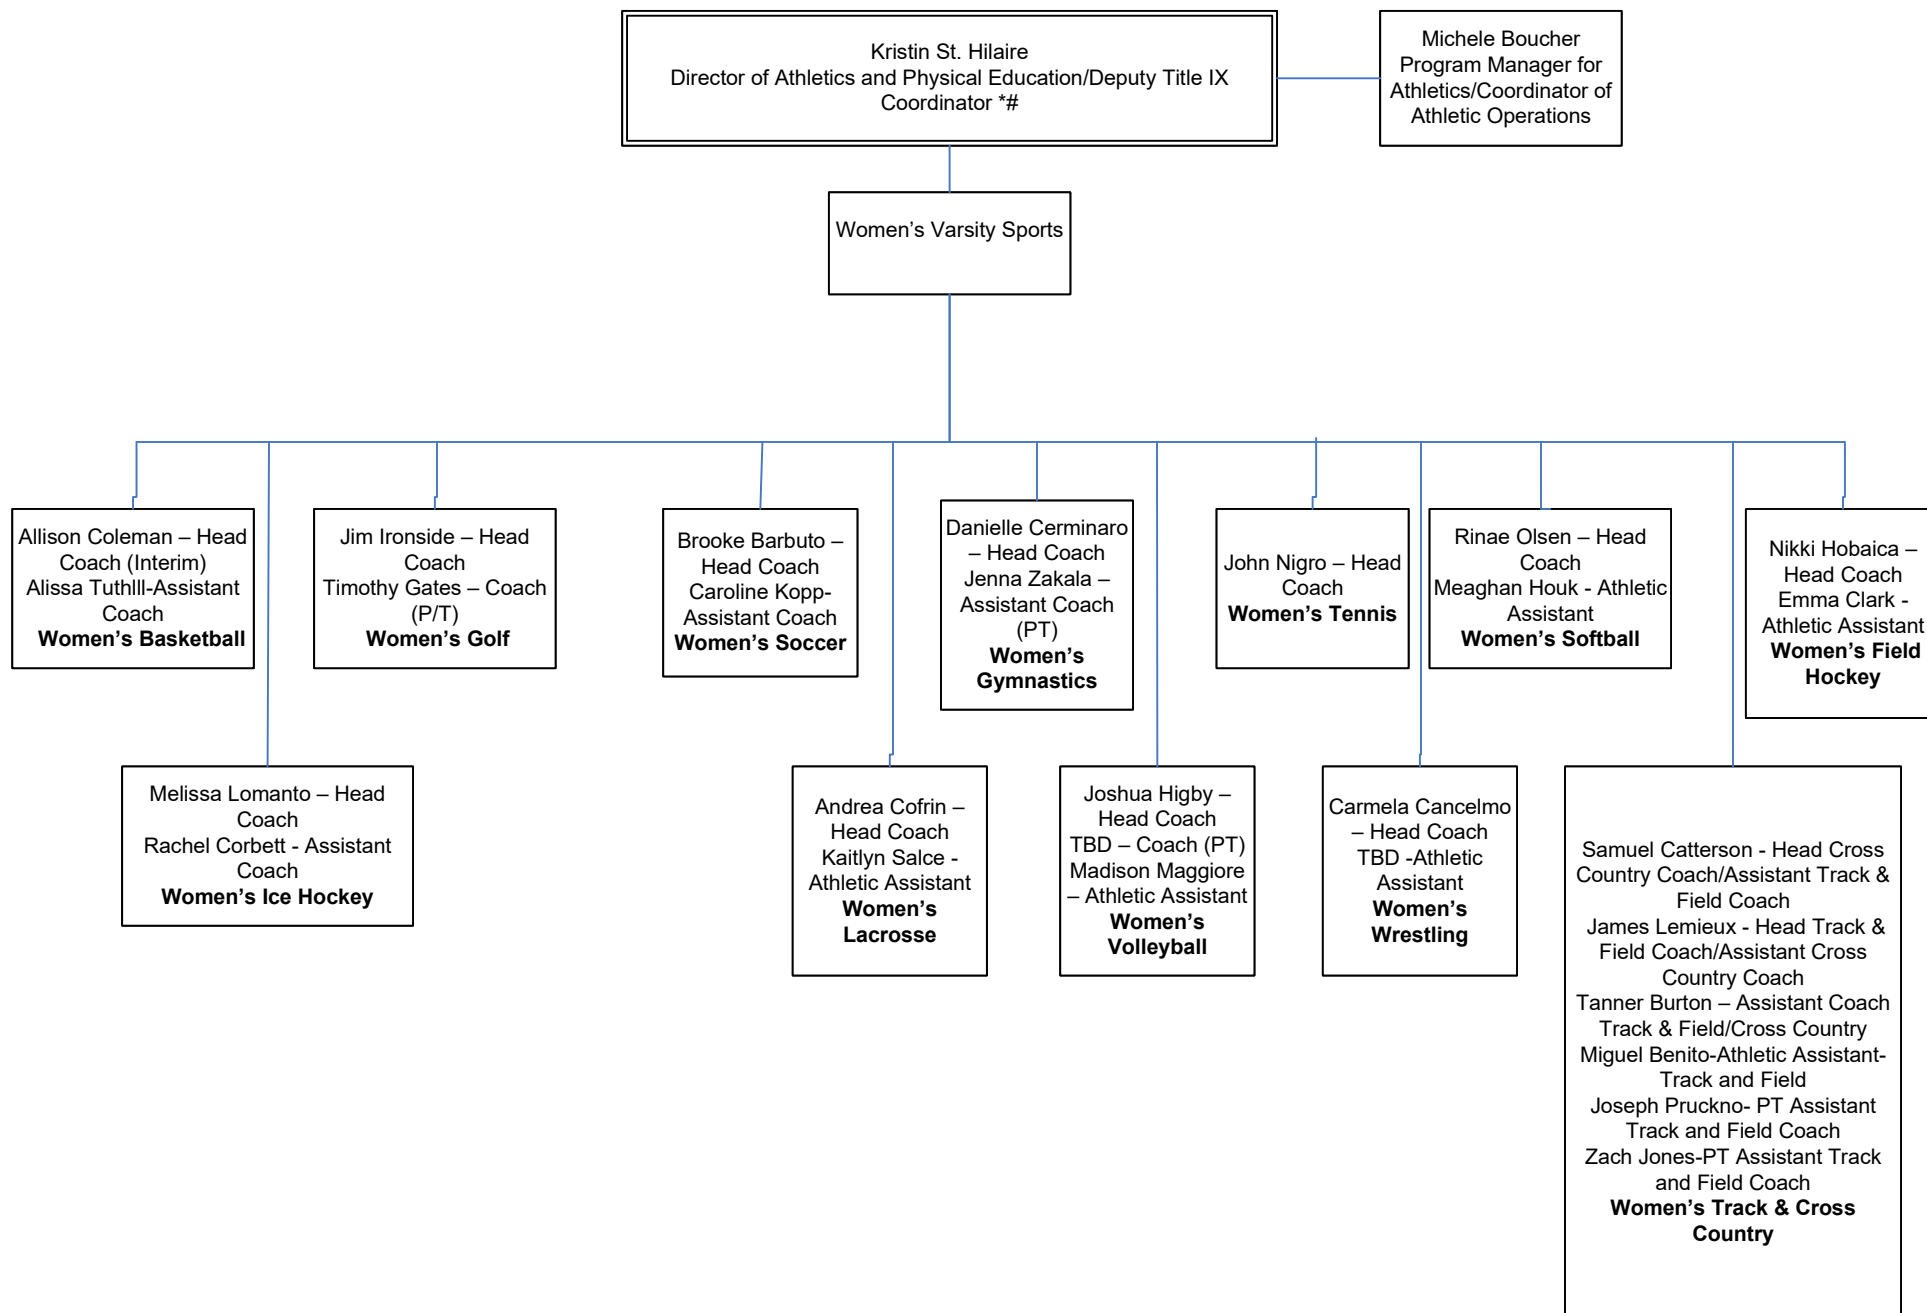 Kristin St. Hilaire
Director of Athletics and Physical Education/Deputy Title IX
Coordinator *#
Michele Boucher
Program Manager for
Athletics/Coordinator of
Athletic Operations
Women’s Varsity Sports
Allison Coleman – Head
Coach (Interim)
Alissa Tuthlll-Assistant
Coach
Women’s Basketball
Jim Ironside – Head
Coach
Timothy Gates – Coach
(P/T)
Women’s Golf
Brooke Barbuto –
Head Coach
Caroline Kopp-
Assistant Coach
Women’s Soccer
Danielle Cerminaro
– Head Coach
Jenna Zakala –
Assistant Coach
(PT)
Women’s
Gymnastics
John Nigro – Head
Coach
Women’s Tennis
Rinae Olsen – Head
Coach
Meaghan Houk - Athletic
Assistant
Women’s Softball
Nikki Hobaica –
Head Coach
Emma Clark -
Athletic Assistant
Women’s Field
Hockey
Melissa Lomanto – Head
Coach
Rachel Corbett - Assistant
Coach
Women’s Ice Hockey
Andrea Cofrin –
Head Coach
Kaitlyn Salce -
Athletic Assistant
Women’s
Lacrosse
Joshua Higby –
Head Coach
TBD – Coach (PT)
Madison Maggiore
– Athletic Assistant
Women’s
Volleyball
Carmela Cancelmo
– Head Coach
TBD -Athletic
Assistant
Women’s
Wrestling
Samuel Catterson - Head Cross
Country Coach/Assistant Track &
Field Coach
James Lemieux - Head Track &
Field Coach/Assistant Cross
Country Coach
Tanner Burton – Assistant Coach
Track & Field/Cross Country
Miguel Benito-Athletic Assistant-
Track and Field
Joseph Pruckno- PT Assistant
Track and Field Coach
Zach Jones-PT Assistant Track
and Field Coach
Women’s Track & Cross
Country